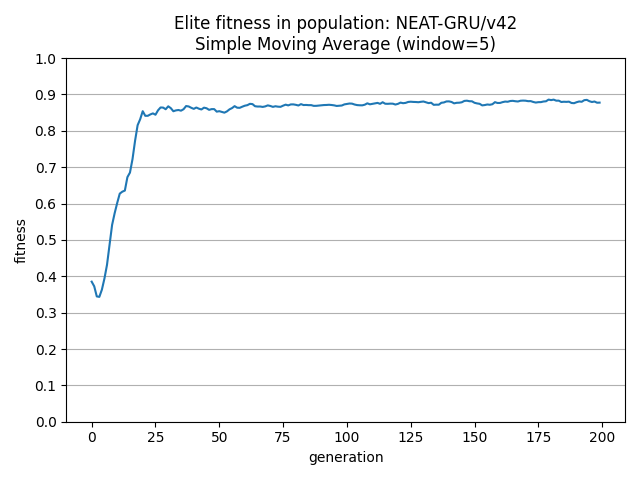 Elite fitness in population: NEAT-GRU/v42
Simple Moving Average (window=5)
1.0
0.9
0.8
0.7
0.6
0.5
0.4
0.3
0.2
0.1
0.0
fitness
0 25 50 75 100 125 150 175 200
generation